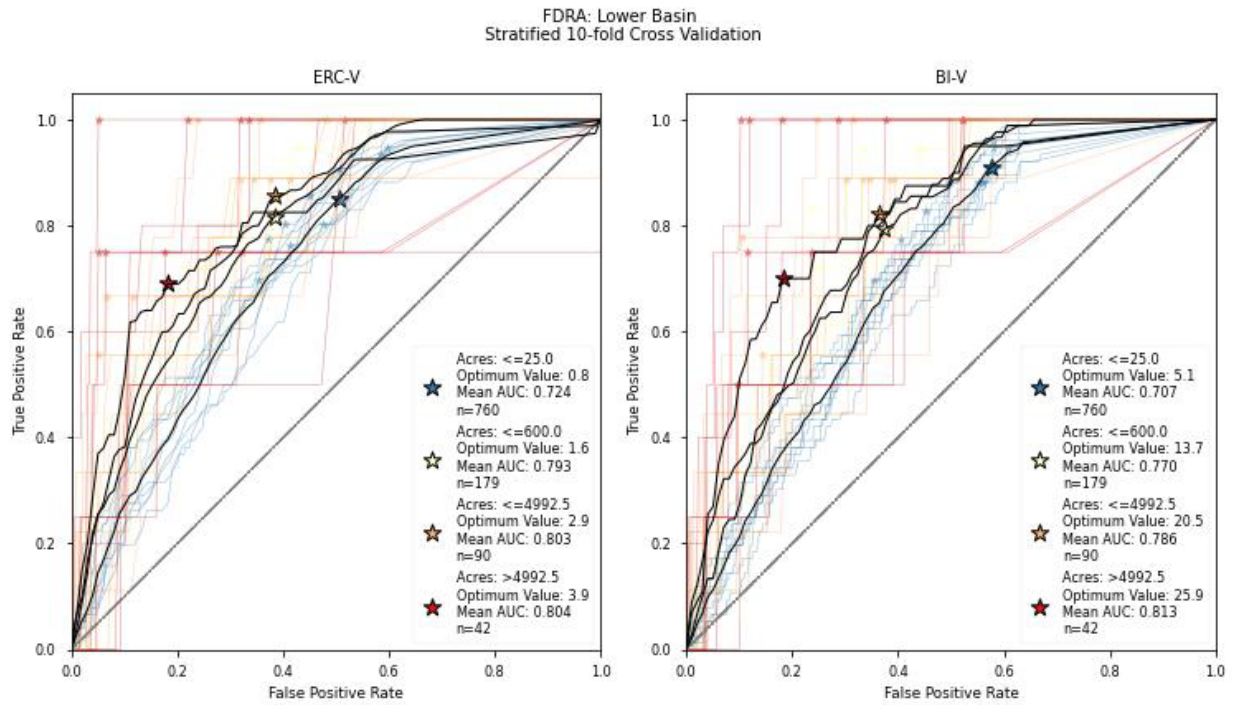 FDRA: Lower Basin
Stratified 10-fold Cross Validation
ERC-V
1.0
0.8
0.6
0.4
0.2
0.0
True Positive Rate
0.0 0.2 0.4 0.6 0.8 1.0
False Positive Rate
Acres: <=25.0
Optimum Value: 0.8
Mean AUC: 0.724
n=760
Acres: <=600.0
Optimum Value: 1.6
Mean AUC: 0.793
n=179
Acres: <=4992.5
Optimum Value: 2.9
Mean AUC: 0.803
n=90
Acres: >4992.5
Optimum Value: 3.9
Mean AUC: 0.804
n=42
BI-V
1.0
0.8
0.6
0.4
0.2
0.0
True Positive Rate
0.0 0.2 0.4 0.6 0.8 1.0
False Positive Rate
Acres: <=25.0
Optimum Value: 5.1
Mean AUC: 0.707
n=760
Acres: <=600.0
Optimum Value: 13.7
Mean AUC: 0.770
n=179
Acres: <=4992.5
Optimum Value: 20.5
Mean AUC: 0.786
n=90
Acres: >4992.5
Optimum Value: 25.9
Mean AUC: 0.813
n=42